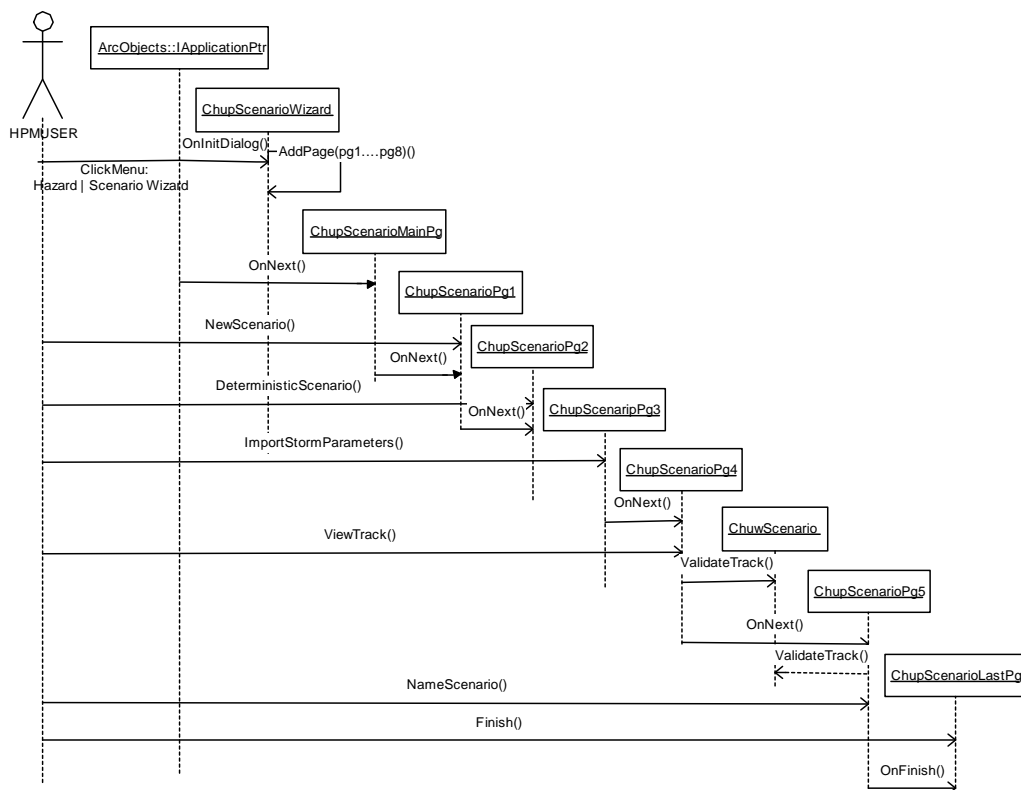 ArcObjects::IApplicationPtr
ChupScenarioWizard
HPMUSER
OnInitDialog()
AddPage(pg1....pg8)()
ClickMenu:
Hazard | Scenario Wizard
ChupScenarioMainPg
OnNext()
ChupScenarioPg1
NewScenario()
ChupScenarioPg2
OnNext()
DeterministicScenario()
ChupScenaripPg3
OnNext()
ImportStormParameters()
ChupScenarioPg4
OnNext()
ChuwScenario
ViewTrack()
ValidateTrack()
ChupScenarioPg5
OnNext()
ValidateTrack()
ChupScenarioLastPg
NameScenario()
Finish()
OnFinish()